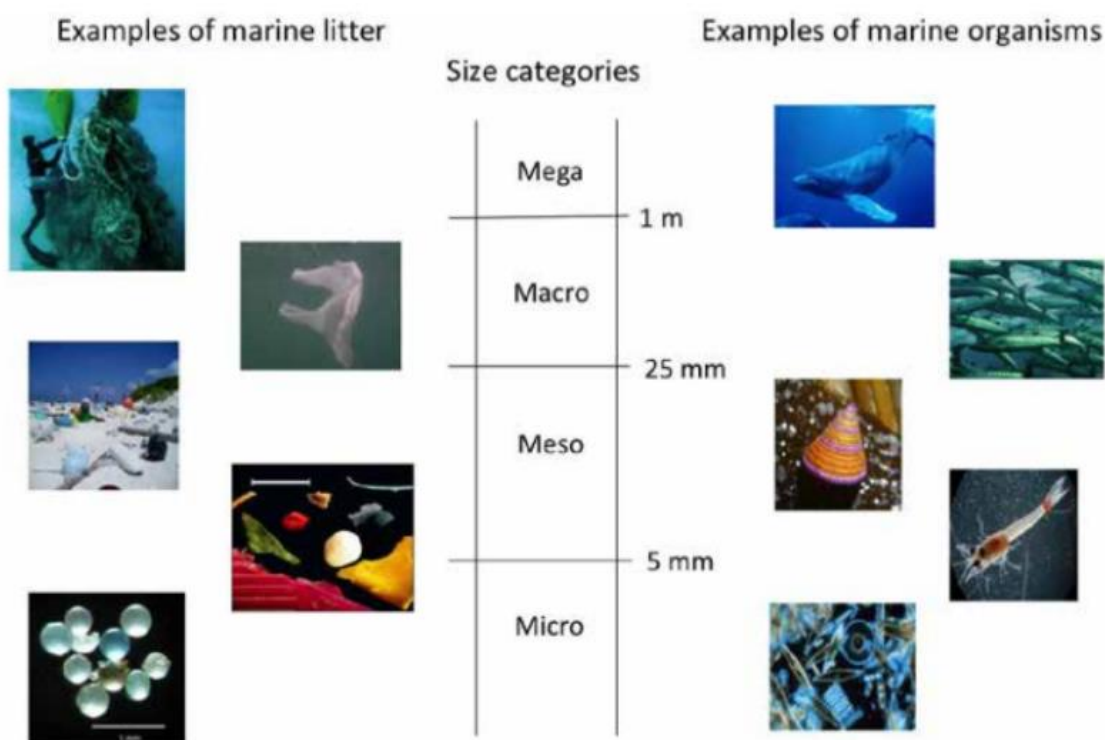 Examples of marine litter
Examples of marine organisms
Size categories
Mega
1 m
Macro
25 mm
Meso
5 mm
Micro